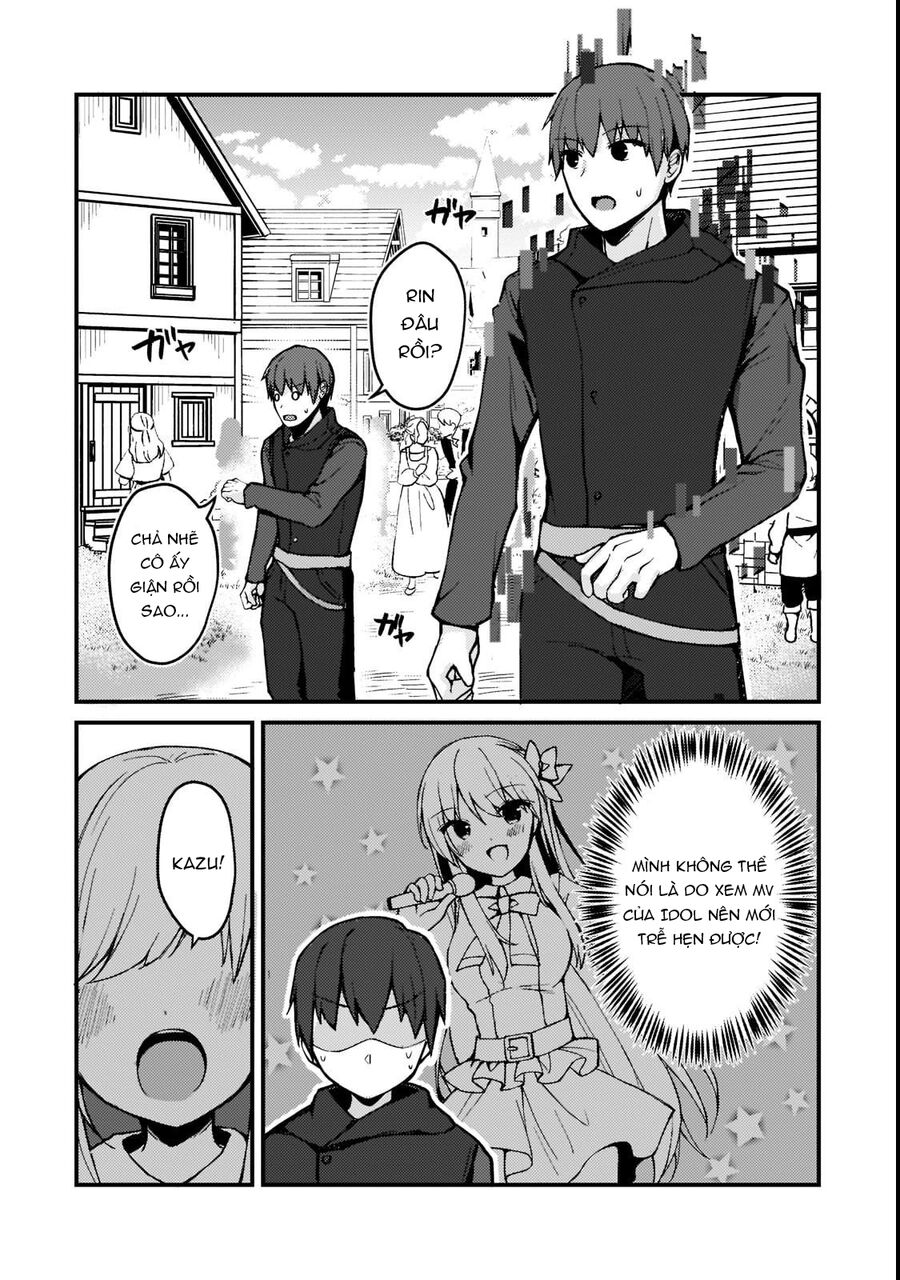 ガヤ
RIN
ĐÂU
RỒI?
ガヤ
CHẢ NHẼ
CÔ ẤY
GIẬN RỒI
SAO...
ガヤ
MÌNH KHÔNG THỂ
NÓI LÀ DO XEM MV
CỦA IDOL NÊN MỚI
TRỄ HẸN ĐƯỢC!
KAZU!